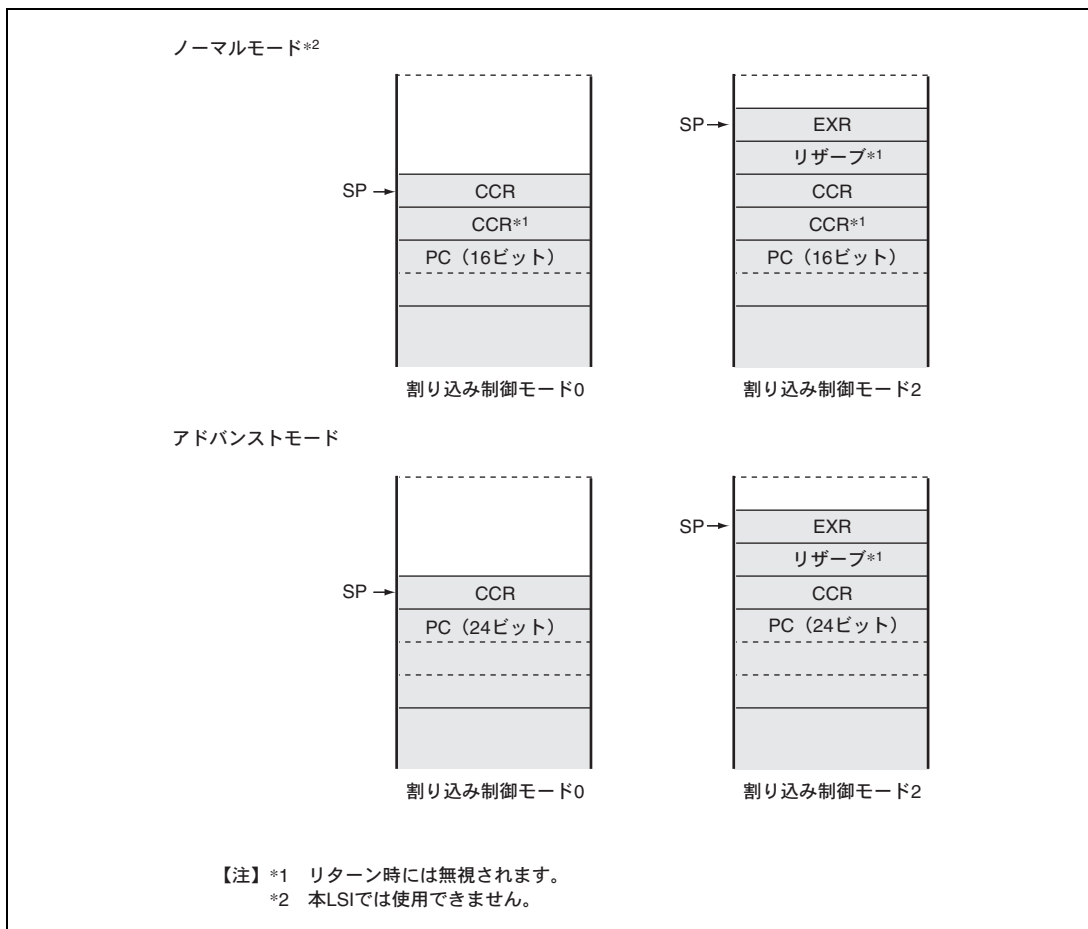 ノーマルモード*2
SP
CCR
CCR*1
PC（16ビット）
割り込み制御モード0
SP
EXR
リザーブ*1
CCR
CCR*1
PC（16ビット）
割り込み制御モード2
アドバンストモード
SP
CCR
PC（24ビット）
割り込み制御モード0
SP
EXR
リザーブ*1
CCR
PC（24ビット）
割り込み制御モード2
【注】*1 リターン時には無視されます。
*2 本LSIでは使用できません。